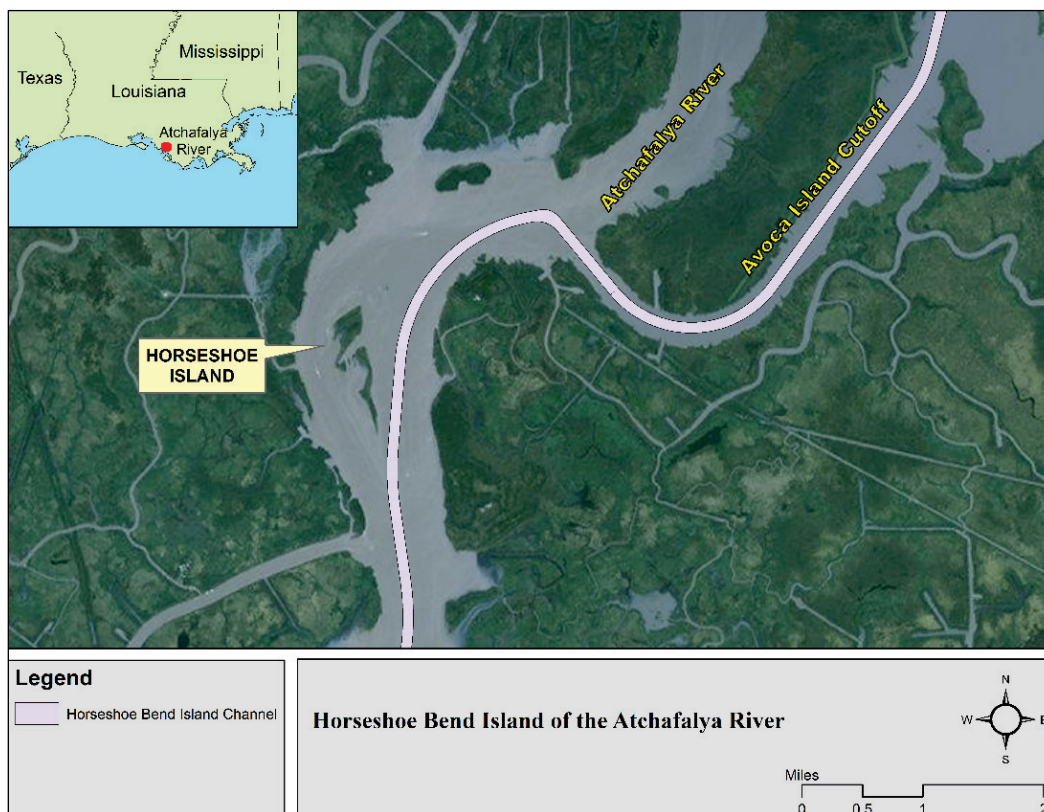 Mississippi
Texas
Louisiana
Atchafalya
River
Atchafalya River
Avoca Island Cutoff
HORSESHOE
ISLAND
Legend
Horseshoe Bend Island Channel
Horseshoe Bend Island of the Atchafalya River
N
W
E
S
Miles
0 0.5 1 2